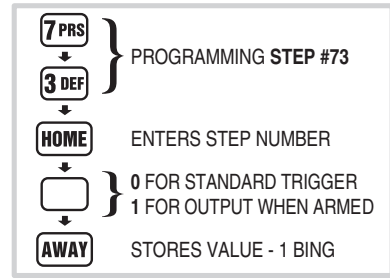 7 PRS
PROGRAMMING STEP #73
3 DEF
HOME ENTERS STEP NUMBER
0 FOR STANDARD TRIGGER
1 FOR OUTPUT WHEN ARMED
AWAY STORES VALUE - 1 BING